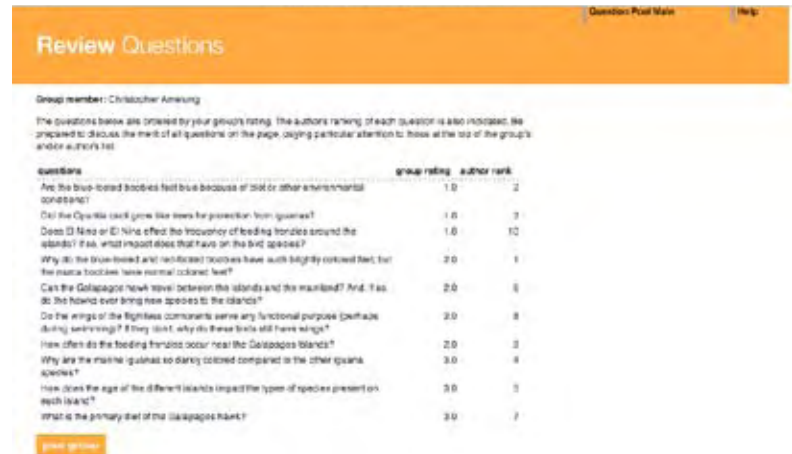 Question Pool Main Help
Review Questions
Group member: Christopher Amelung
The questions below are ordered by your group's rating. The author's ranking of each question is also indicated. Be
prepared to discuss the merit of all questions on the page, paying particular attention to those at the top of the group's
and/or author's list.
questions group rating author rank
Are the blue-footed boobies feet blue because of diet or other environmental
conditions? 2
Did the Opuntia cacti grow like trees for protection from iguanas?
Does El Nino or El Nina effect the frequency of feeding frenzies around the
islands? If so, what impact does that have on the bird species? 10
Why do the blue-footed and red-footed boobies have such brightly colored feet, but
the masca boobies have normal colored feet? 2.0 1
Can the Galapagos hawk travel between the islands and the mainland? And, if so
do the hawks ever bring new species to the islands? 2.0
Do the wings of the flightless cormorants serve any functional purpose (perhaps
during swimming)? If they don't, why do these birds still have wings?
How often do the feeding frenzies occur near the Galapagos Islands? 2.0
Why are the marine iguanas so darkly colored compared to the other iguana
species? 3.0
How does the age of the different islands impact the types of species present on
each island? 3.0
What is the primary diet of the Galapagos hawk? 3.0 7